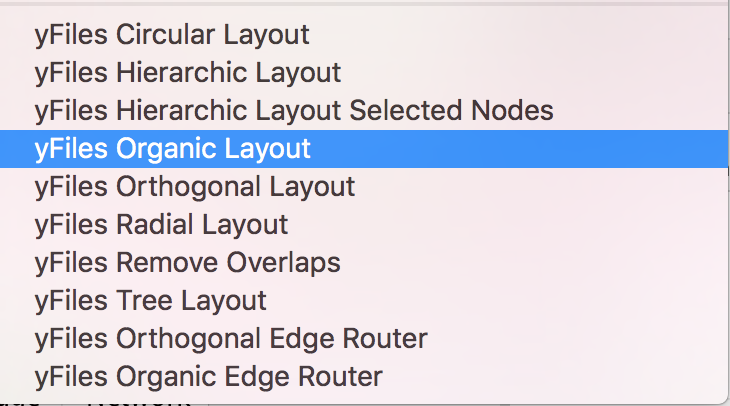 yFiles Circular Layout
yFiles Hierarchic Layout
yFiles Hierarchic Layout Selected Nodes
yFiles Organic Layout
yFiles Orthogonal Layout
yFiles Radial Layout
yFiles Remove Overlaps
yFiles Tree Layout
yFiles Orthogonal Edge Router
yFiles Organic Edge Router